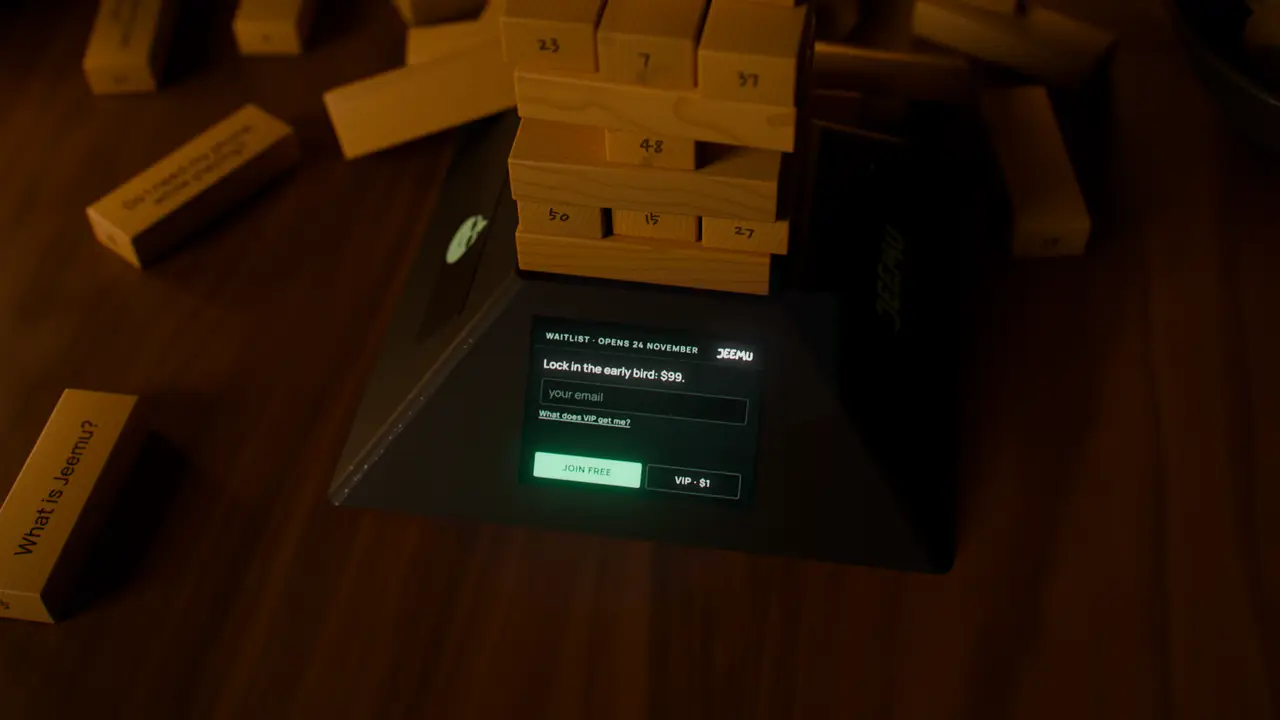 23
7
37
48
50
15
27
JEEMU
WAITLIST · OPENS 24 NOVEMBER
JEEMU
Lock in the early bird: $99.
your email
What does VIP get me?
JOIN FREE
VIP · $1
What is Jeemu?